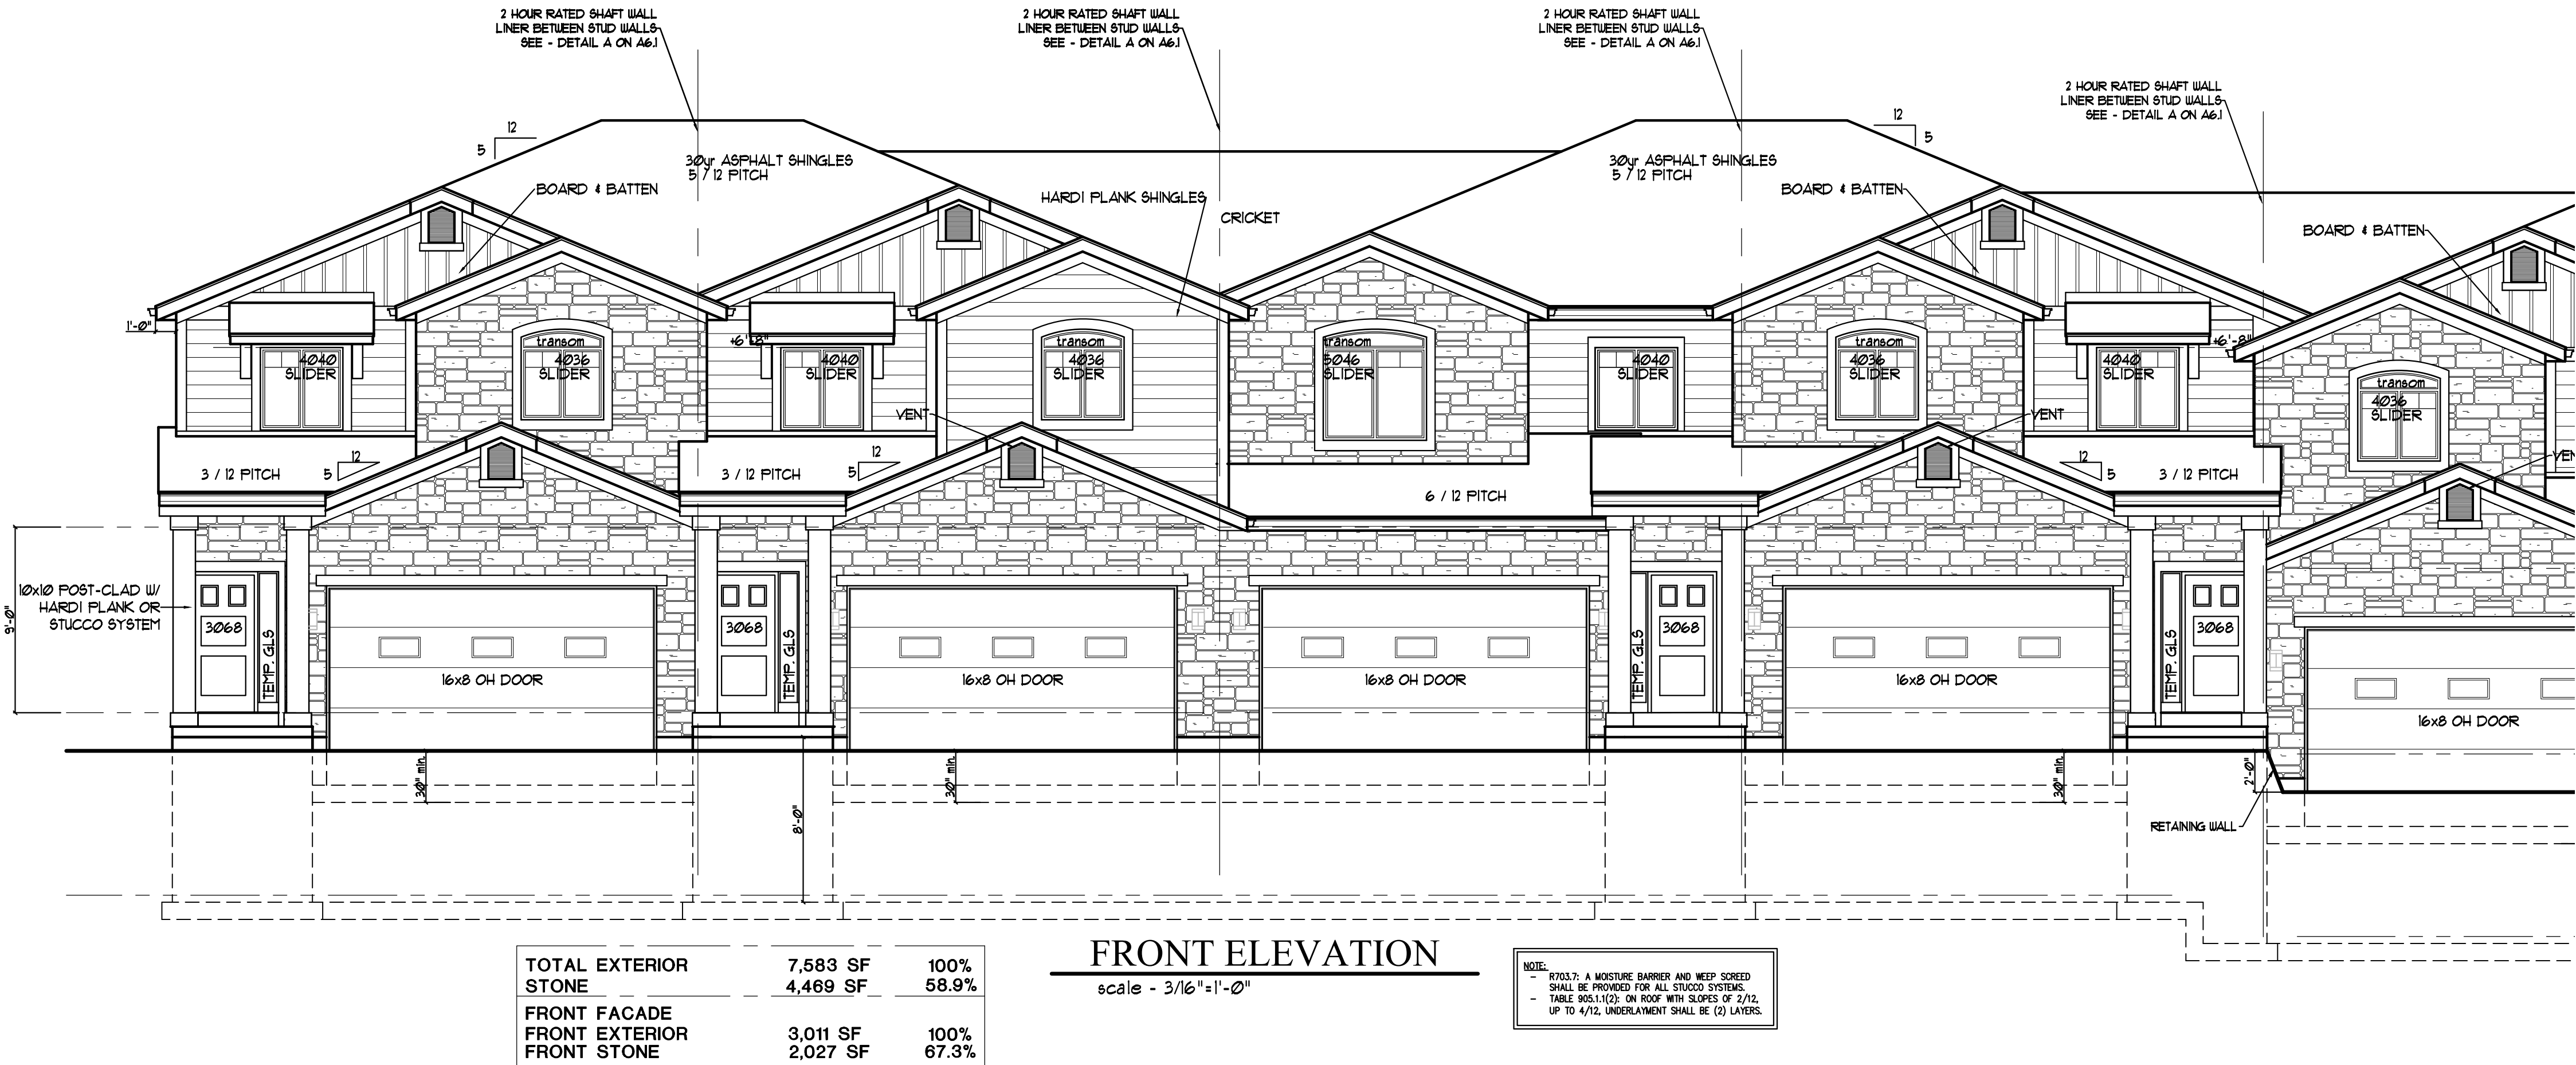 2 HOUR RATED SHAFT WALL
LINER BETWEEN STUD WALLS
SEE - DETAIL A ON A6.1
2 HOUR RATED SHAFT WALL
LINER BETWEEN STUD WALLS
SEE - DETAIL A ON A6.1
2 HOUR RATED SHAFT WALL
LINER BETWEEN STUD WALLS
SEE - DETAIL A ON A6.1
2 HOUR RATED SHAFT WALL
LINER BETWEEN STUD WALLS
SEE - DETAIL A ON A6.1
12
5
12
5
30yr ASPHALT SHINGLES
5 / 12 PITCH
30yr ASPHALT SHINGLES
5 / 12 PITCH
BOARD & BATTEN
HARDI PLANK SHINGLES
CRICKET
BOARD & BATTEN
BOARD & BATTEN
1'-0"
4040
SLIDER
transom
4036
SLIDER
+6'-8"
4040
SLIDER
transom
4036
SLIDER
transom
5046
SLIDER
4040
SLIDER
transom
4036
SLIDER
4040
SLIDER
+6'-8"
transom
4036
SLIDER
VENT
VENT
VEN
3 / 12 PITCH
12
5
3 / 12 PITCH
12
5
6 / 12 PITCH
12
5
3 / 12 PITCH
9'-0"
10x10 POST-CLAD W/
HARDI PLANK OR
STUCCO SYSTEM
3068
TEMP. GLS
16x8 OH DOOR
3068
TEMP. GLS
16x8 OH DOOR
16x8 OH DOOR
TEMP. GLS
3068
16x8 OH DOOR
TEMP. GLS
3068
16x8 OH DOOR
30" min.
8'-0"
30" min.
30" min.
2'-0"
RETAINING WALL
TOTAL EXTERIOR 7,583 SF 100%
STONE 4,469 SF 58.9%
FRONT FACADE
FRONT EXTERIOR 3,011 SF 100%
FRONT STONE 2,027 SF 67.3%
FRONT ELEVATION
scale - 3/16"=1'-0"
NOTE:
- R703.7: A MOISTURE BARRIER AND WEEP SCREED
SHALL BE PROVIDED FOR ALL STUCCO SYSTEMS.
- TABLE 905.1.1(2): ON ROOF WITH SLOPES OF 2/12,
UP TO 4/12, UNDERLAYMENT SHALL BE (2) LAYERS.